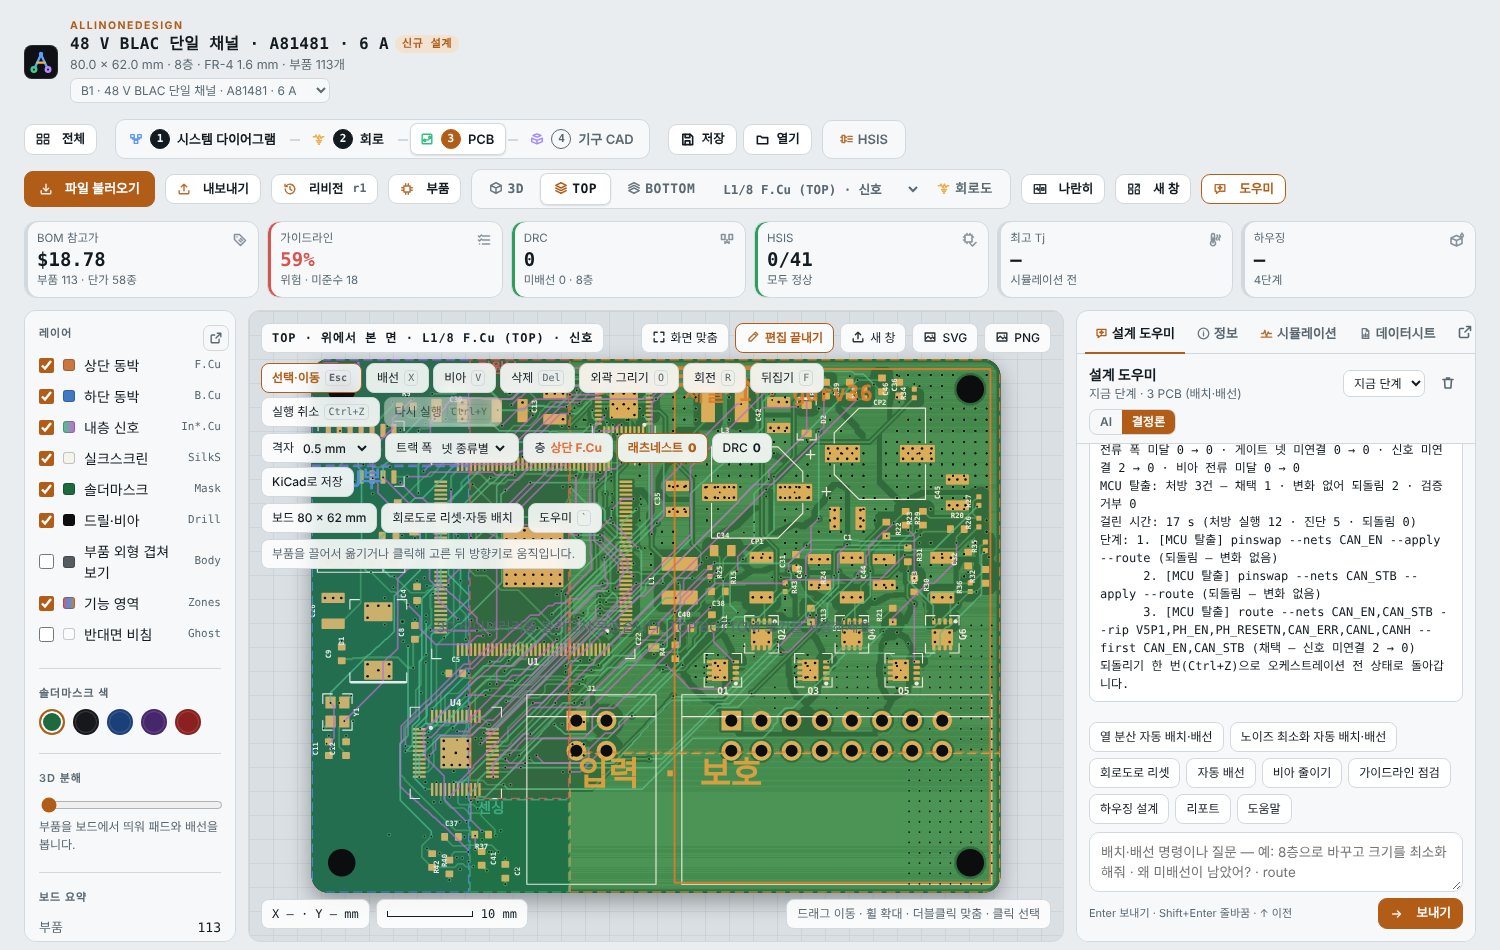 ALLINONEDESIGN
48 V BLAC 단일 채널 · A81481 · 6 A 신규 설계
80.0 × 62.0 mm · 8층 · FR-4 1.6 mm · 부품 113개
B1 · 48 V BLAC 단일 채널 · A81481 · 6 A
전체 1 시스템 다이어그램 2 회로 3 PCB 4 기구 CAD 저장 열기 HSIS
파일 불러오기 내보내기 리비전 r1 부품 3D TOP BOTTOM L1/8 F.Cu (TOP) · 신호 회로도 나란히 새 창 도우미
BOM 참고가
$18.78
부품 113 · 단가 58종
가이드라인
59%
위험 · 미준수 18
DRC
0
미배선 0 · 8층
HSIS
0/41
모두 정상
최고 Tj
—
시뮬레이션 전
하우징
—
4단계
레이어
상단 동박 F.Cu
하단 동박 B.Cu
내층 신호 In*.Cu
실크스크린 SilkS
솔더마스크 Mask
드릴·비아 Drill
부품 외형 겹쳐 보기 Body
기능 영역 Zones
반대면 비침 Ghost
솔더마스크 색
3D 분해
부품을 보드에서 띄워 패드와 배선을
봅니다.
보드 요약
부품 113
TOP · 위에서 본 면 · L1/8 F.Cu (TOP) · 신호 화면 맞춤 편집 끝내기 새 창 SVG PNG
선택·이동 Esc 배선 X 비아 V 삭제 Del 외곽 그리기 O 회전 R 뒤집기 F
실행 취소 Ctrl+Z 다시 실행 Ctrl+Y
격자 0.5 mm 트랙 폭 넷 종류별 층 상단 F.Cu 래츠네스트 0 DRC 0
KiCad로 저장
보드 80 × 62 mm 회로도로 리셋·자동 배치 도우미 `
부품을 끌어서 옮기거나 클릭해 고른 뒤 방향키로 움직입니다.
CP2
C42
C35
C34
CP1
C1
C45
R20
C38
C40
C22
C4
C8
C9
C5
U1
Q2
Q4
Q6
Q1
Q3
Q5
J1
U4
Y1
C11
입력 · 보호
센싱
C37
R37
C41
C2
X — · Y — mm 10 mm 드래그 이동 · 휠 확대 · 더블클릭 맞춤 · 클릭 선택
설계 도우미 정보 시뮬레이션 데이터시트
설계 도우미
지금 단계 · 3 PCB (배치·배선)
지금 단계
AI 결정론
전류 폭 미달 0 → 0 · 게이트 넷 미연결 0 → 0 · 신호 미연
결 2 → 0 · 비아 전류 미달 0 → 0
MCU 탈출: 처방 3건 — 채택 1 · 변화 없어 되돌림 2 · 검증
거부 0
걸린 시간: 17 s (처방 실행 12 · 진단 5 · 되돌림 0)
단계: 1. [MCU 탈출] pinswap --nets CAN_EN --apply
--route (되돌림 — 변화 없음)
2. [MCU 탈출] pinswap --nets CAN_STB --
apply --route (되돌림 — 변화 없음)
3. [MCU 탈출] route --nets CAN_EN,CAN_STB -
-rip V5P1,PH_EN,PH_RESETN,CAN_ERR,CANL,CANH --
first CAN_EN,CAN_STB (채택 — 신호 미연결 2 → 0)
되돌리기 한 번(Ctrl+Z)으로 오케스트레이션 전 상태로 돌아갑
니다.
열 분산 자동 배치·배선 노이즈 최소화 자동 배치·배선
회로도로 리셋 자동 배선 비아 줄이기 가이드라인 점검
하우징 설계 리포트 도움말
배치·배선 명령이나 질문 — 예: 8층으로 바꾸고 크기를 최소화
해줘 · 왜 미배선이 남았어? · route
Enter 보내기 · Shift+Enter 줄바꿈 · ↑ 이전 보내기